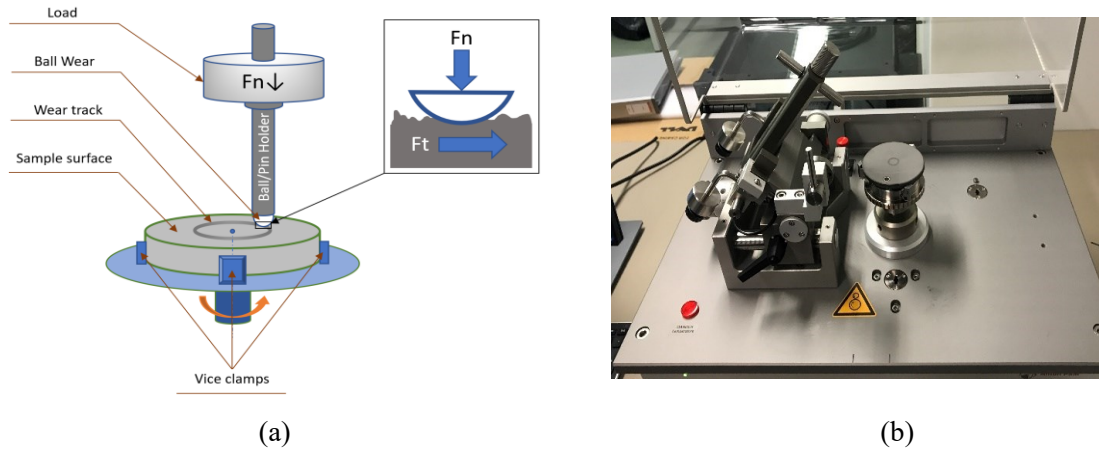 Load
Fn↓
Ball Wear
Wear track
Sample surface
Ball/Pin Holder
Fn
Ft
Vice clamps
(a)
(b)